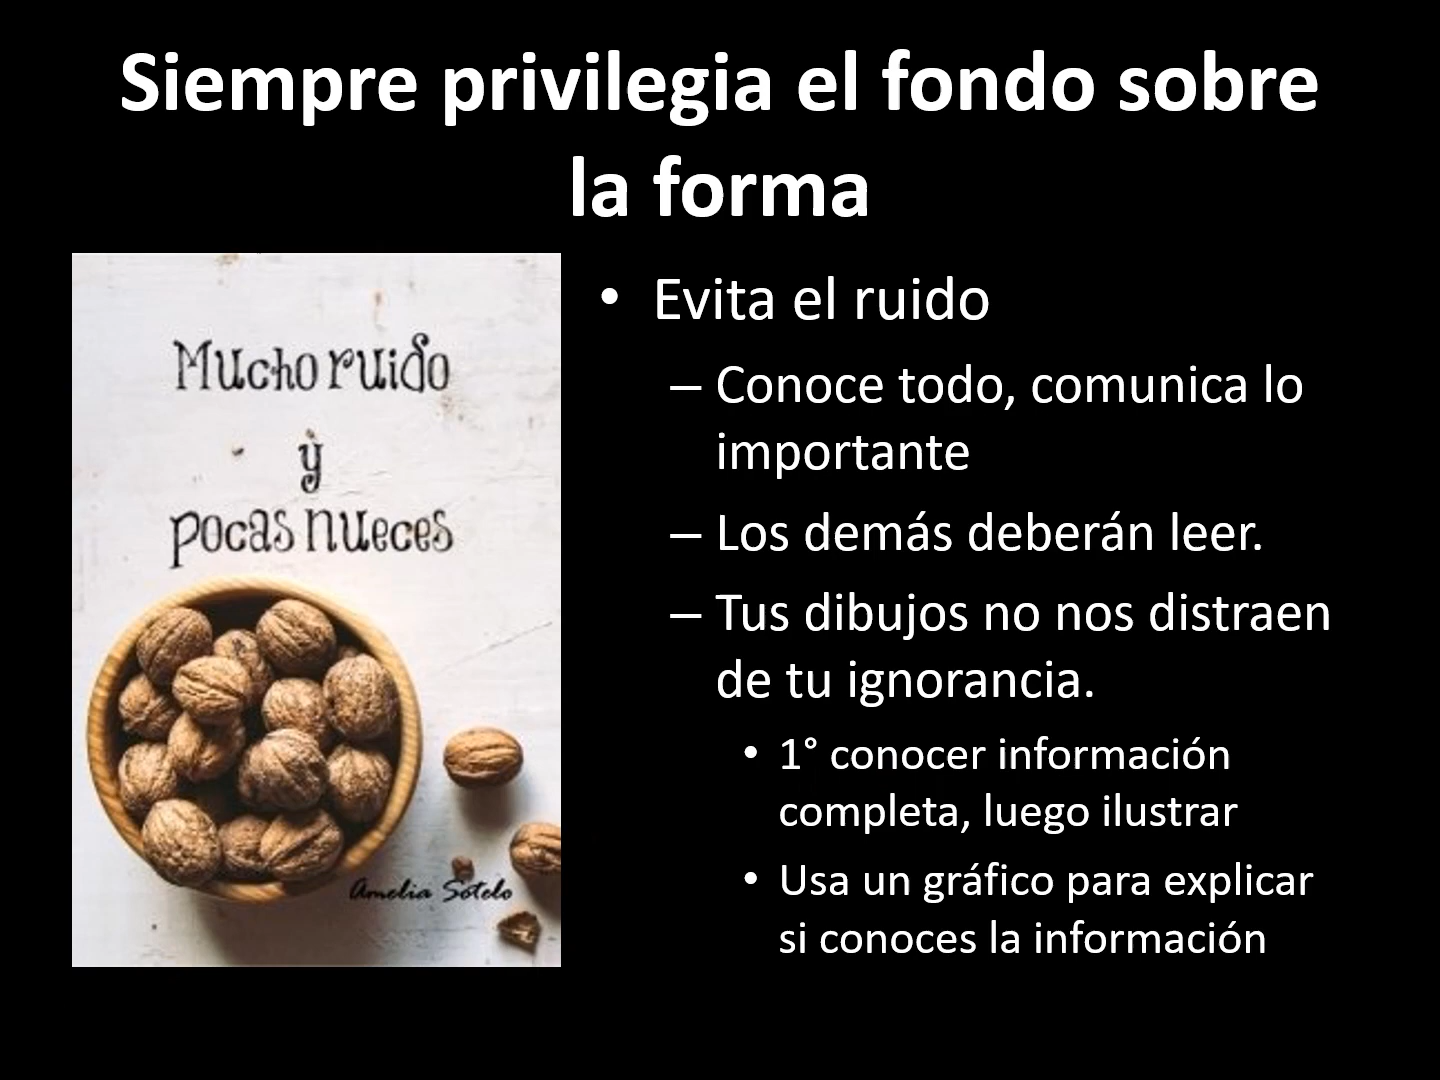 Siempre privilegia el fondo sobre
la forma
Mucho ruido
y
pocas nueces
Amelia Sotelo
• Evita el ruido
– Conoce todo, comunica lo
importante
– Los demás deberán leer.
– Tus dibujos no nos distraen
de tu ignorancia.
• 1° conocer información
completa, luego ilustrar
• Usa un gráfico para explicar
si conoces la información